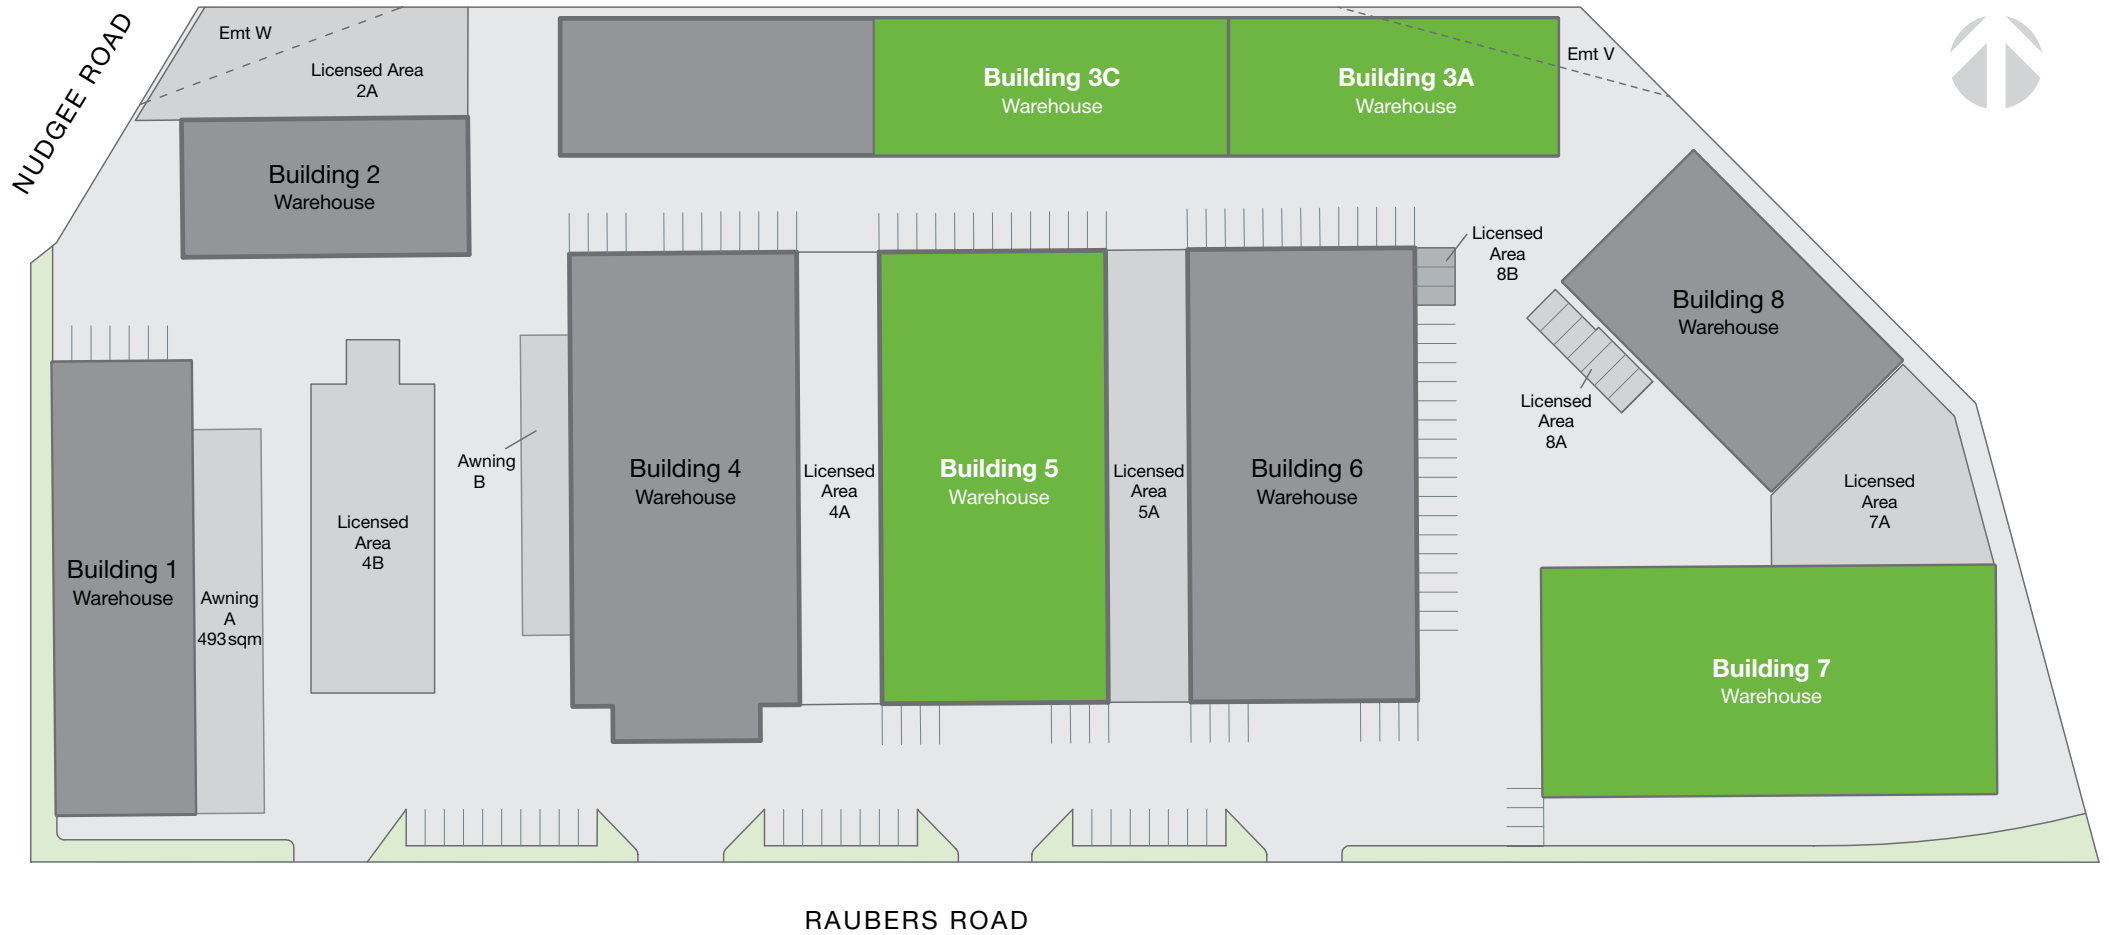 NUDGEE ROAD
Emt W
Licensed Area
2A
Building 2
Warehouse
Building 3C
Warehouse
Building 3A
Warehouse
Emt V
Licensed
Area
8B
Building 8
Warehouse
Licensed
Area
8A
Building 1
Warehouse
Awning
A
493sqm
Licensed
Area
4B
Awning
B
Building 4
Warehouse
Licensed
Area
4A
Building 5
Warehouse
Licensed
Area
5A
Building 6
Warehouse
Licensed
Area
7A
Building 7
Warehouse
RAUBERS ROAD